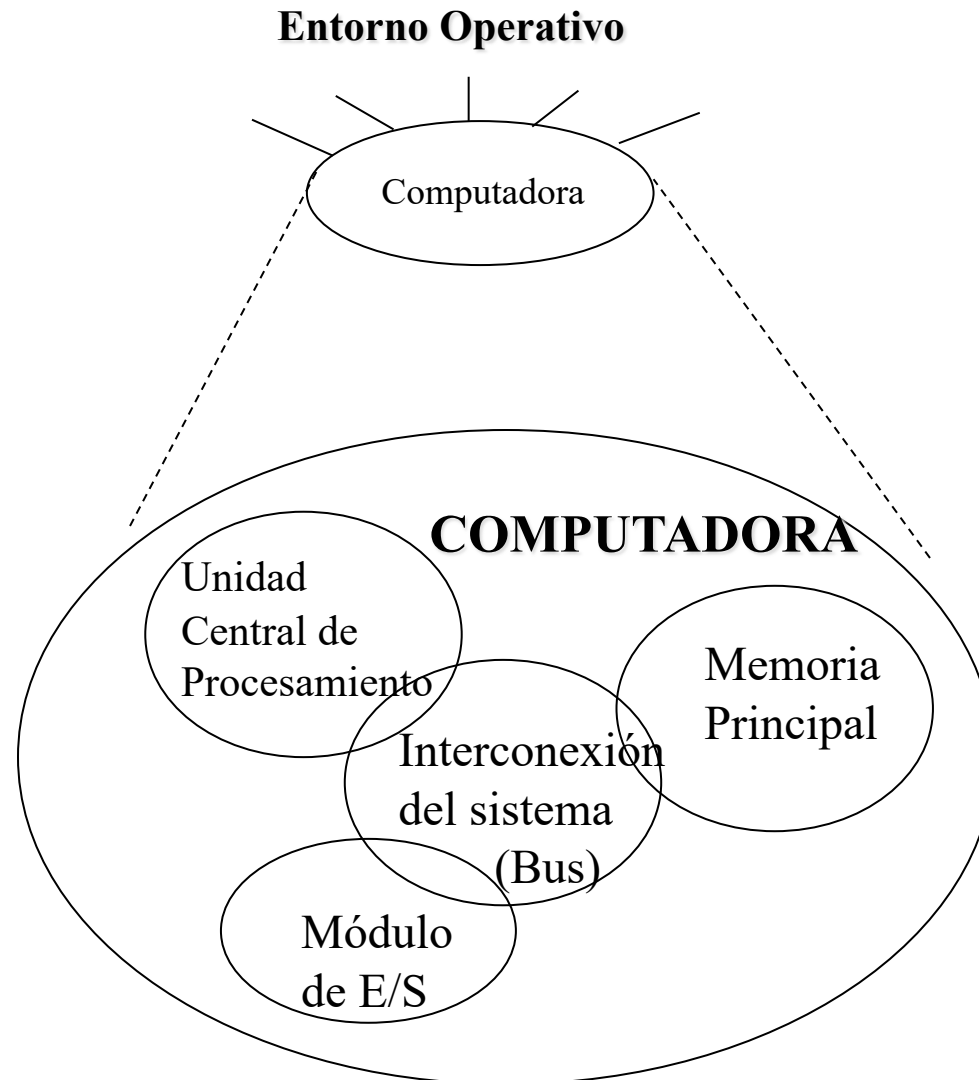 Entorno Operativo
Computadora
COMPUTADORA
Unidad
Central de
Procesamiento
Memoria
Principal
Interconexión
del sistema
(Bus)
Módulo
de E/S